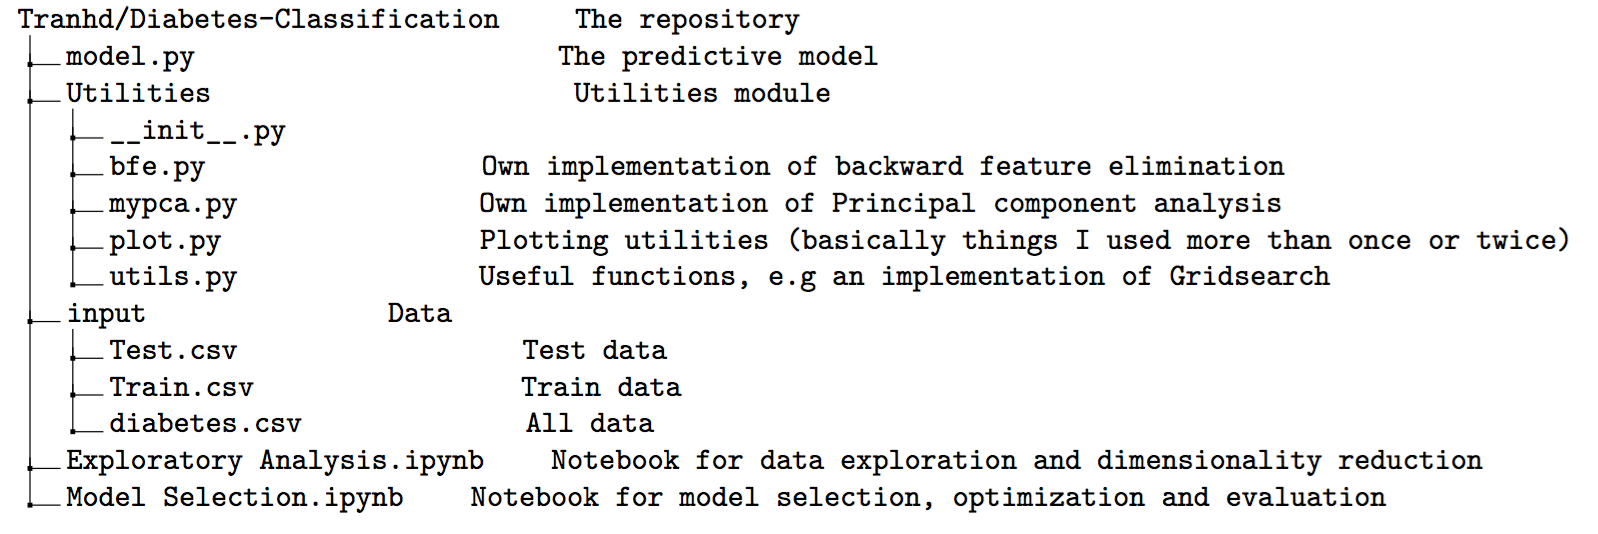 Tranhd/Diabetes-Classification The repository
model.py The predictive model
Utilities Utilities module
__init__.py
bfe.py Own implementation of backward feature elimination
mypca.py Own implementation of Principal component analysis
plot.py Plotting utilities (basically things I used more than once or twice)
utils.py Useful functions, e.g an implementation of Gridsearch
input Data
Test.csv Test data
Train.csv Train data
diabetes.csv All data
Exploratory Analysis.ipynb Notebook for data exploration and dimensionality reduction
Model Selection.ipynb Notebook for model selection, optimization and evaluation